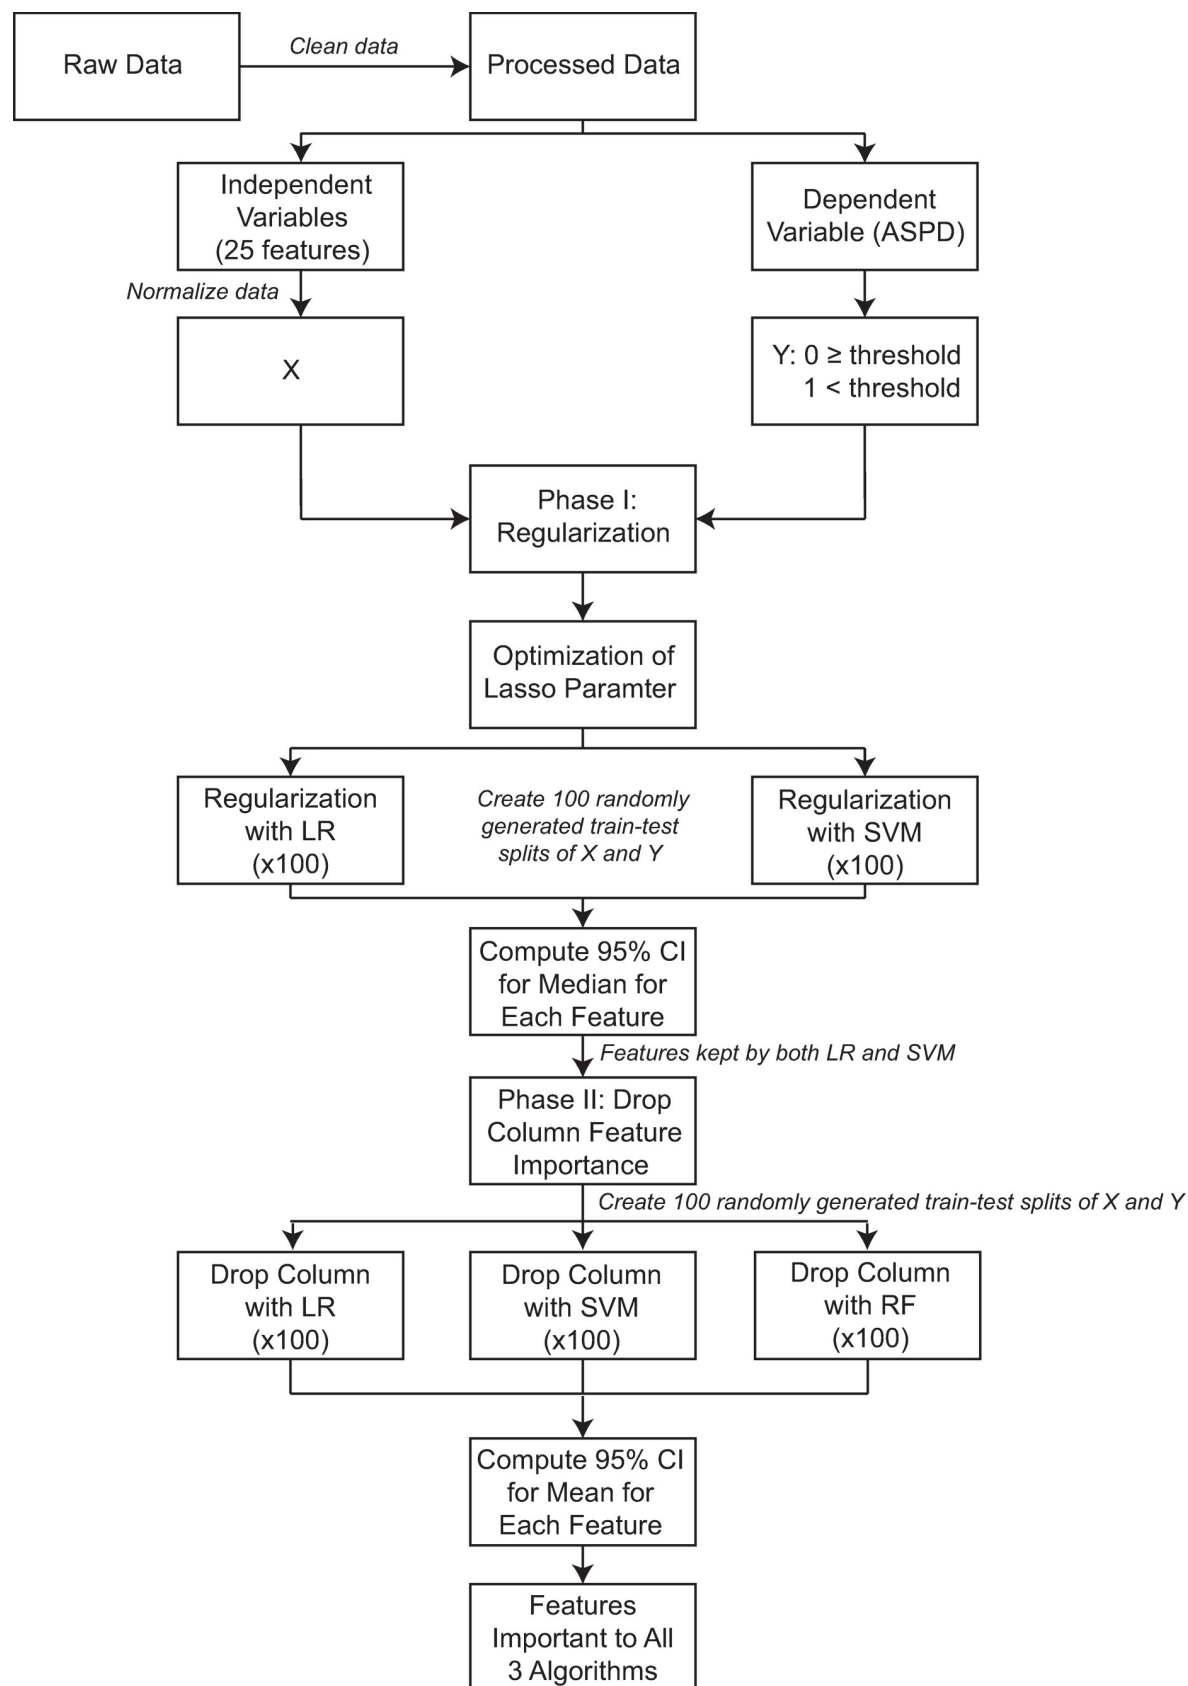 Raw Data
Clean data
Processed Data
Independent
Variables
(25 features)
Dependent
Variable (ASPD)
Normalize data
X
Y: 0 ≥ threshold
1 < threshold
Phase I:
Regularization
Optimization of
Lasso Paramter
Regularization
with LR
(x100)
Create 100 randomly
generated train-test
splits of X and Y
Regularization
with SVM
(x100)
Compute 95% CI
for Median for
Each Feature
Features kept by both LR and SVM
Phase II: Drop
Column Feature
Importance
Create 100 randomly generated train-test splits of X and Y
Drop Column
with LR
(x100)
Drop Column
with SVM
(x100)
Drop Column
with RF
(x100)
Compute 95% CI
for Mean for
Each Feature
Features
Important to All
3 Algorithms